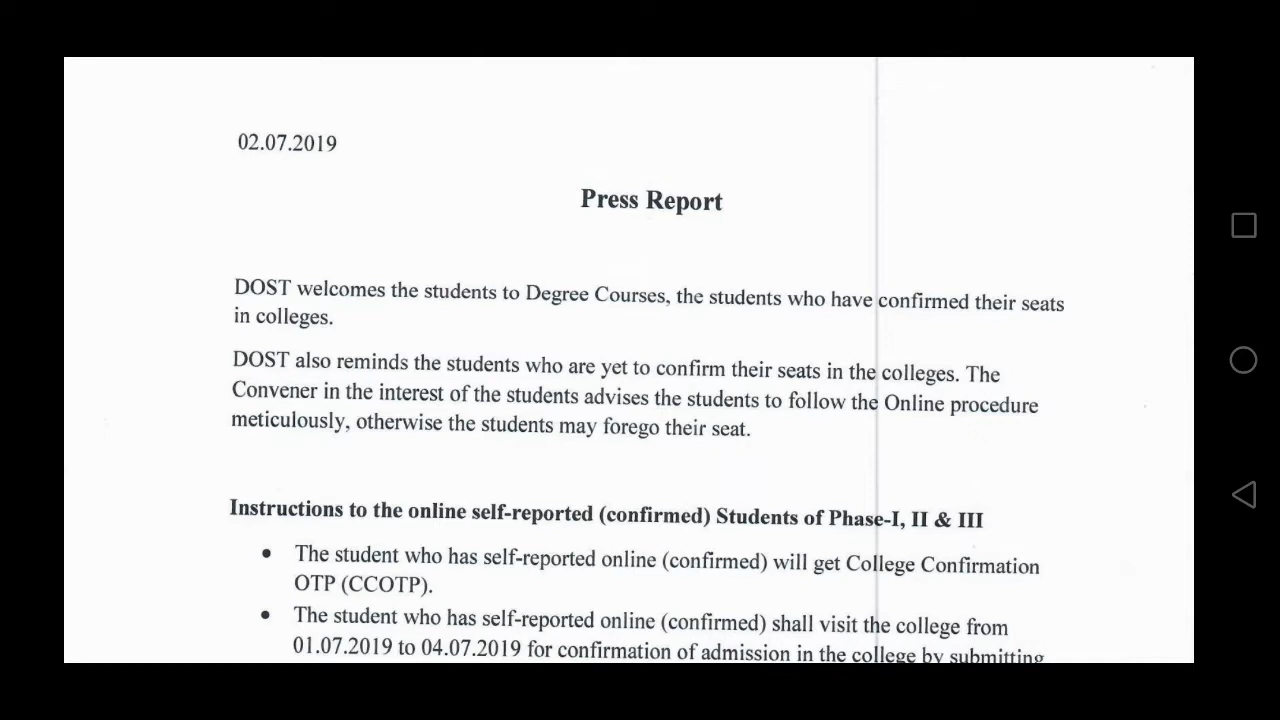 02.07.2019
Press Report
DOST welcomes the students to Degree Courses, the students who have confirmed their seats
in colleges.
DOST also reminds the students who are yet to confirm their seats in the colleges. The
Convener in the interest of the students advises the students to follow the Online procedure
meticulously, otherwise the students may forego their seat.
Instructions to the online self-reported (confirmed) Students of Phase-I, II & III
• The student who has self-reported online (confirmed) will get College Confirmation
OTP (CCOTP).
• The student who has self-reported online (confirmed) shall visit the college from
01.07.2019 to 04.07.2019 for confirmation of admission in the college by submitting